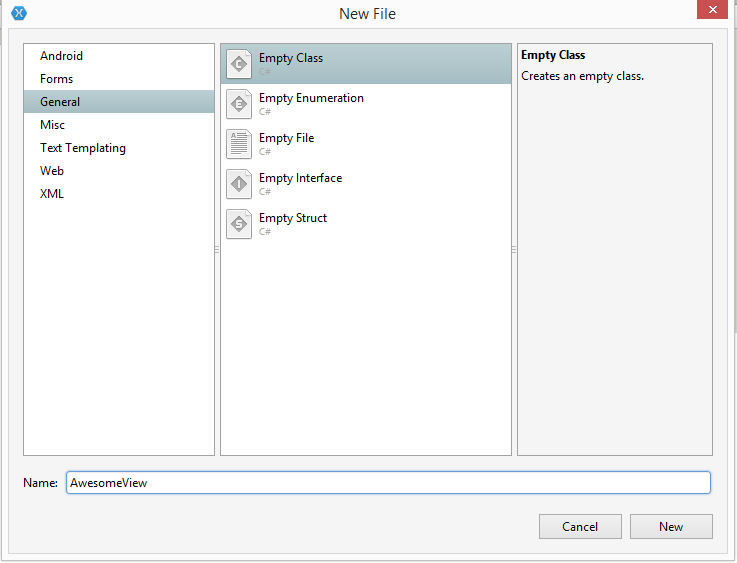 New File
Android
Forms
General
Misc
Text Templating
Web
XML
Empty Class
C#
Empty Enumeration
C#
Empty File
C#
Empty Interface
C#
Empty Struct
C#
Empty Class
Creates an empty class.
Name: AwesomeView
Cancel New